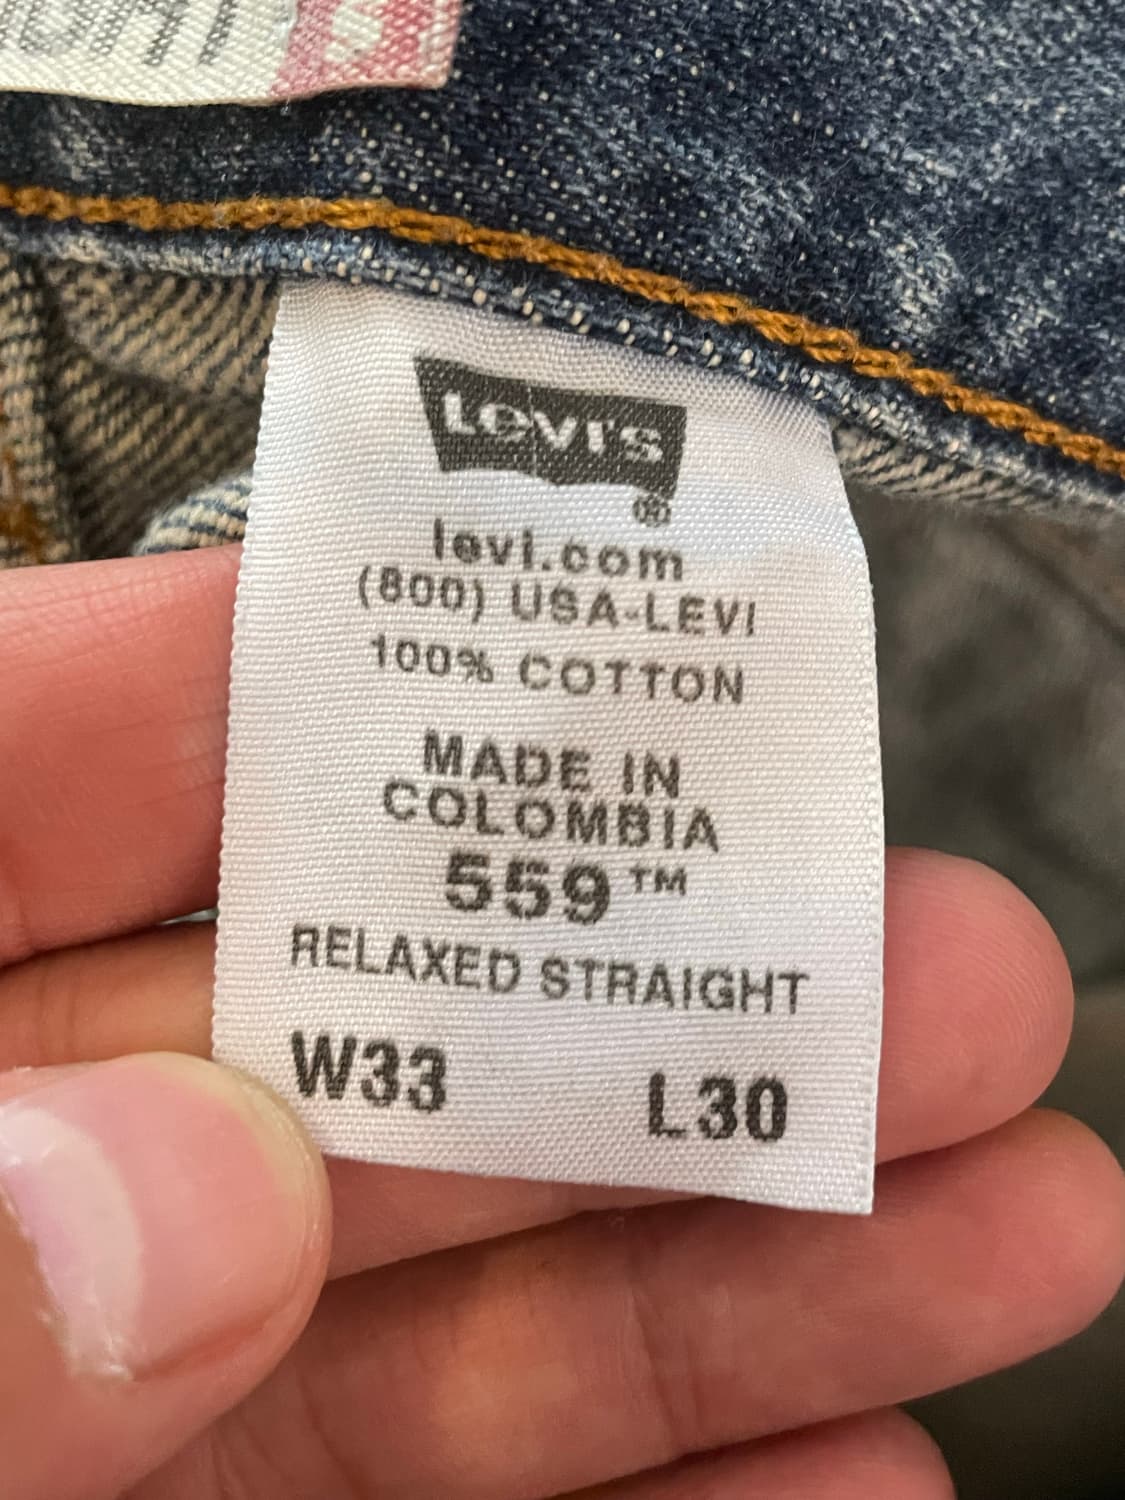 Levi's
®
levi.com
(800) USA-LEVI
100% COTTON
MADE IN
COLOMBIA
559™
RELAXED STRAIGHT
W33 L30